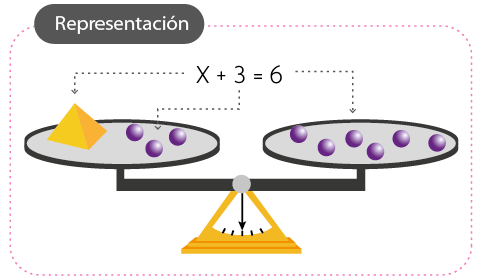 Representación
X + 3 = 6